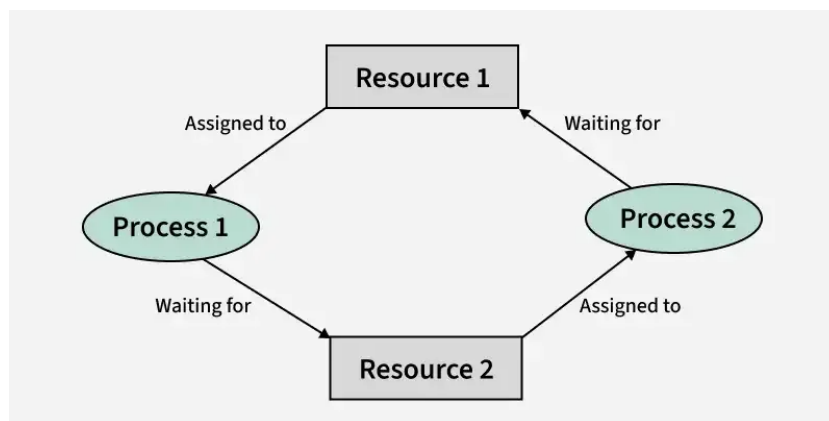 Resource 1
Assigned to
Waiting for
Process 1
Process 2
Waiting for
Assigned to
Resource 2